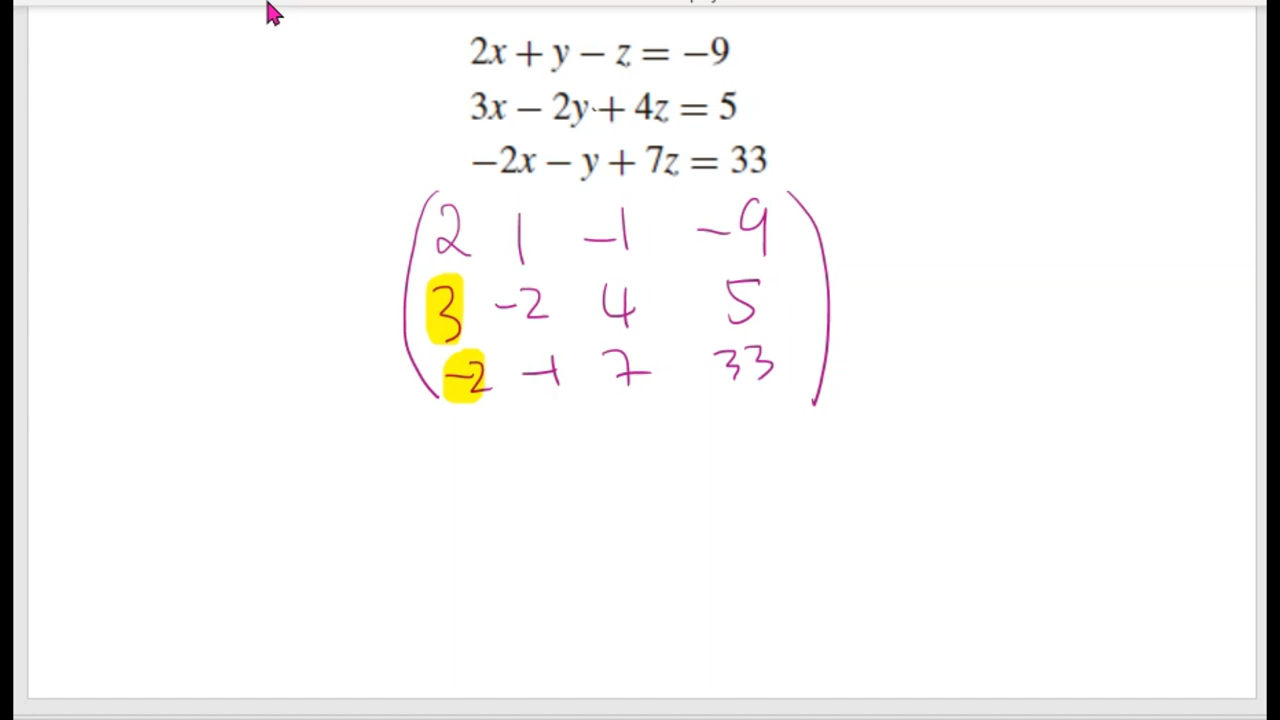 2x + y − z = −9
3x − 2y + 4z = 5
−2x − y + 7z = 33
2 1 −1 −9
3 −2 4 5
−2 −1 7 33